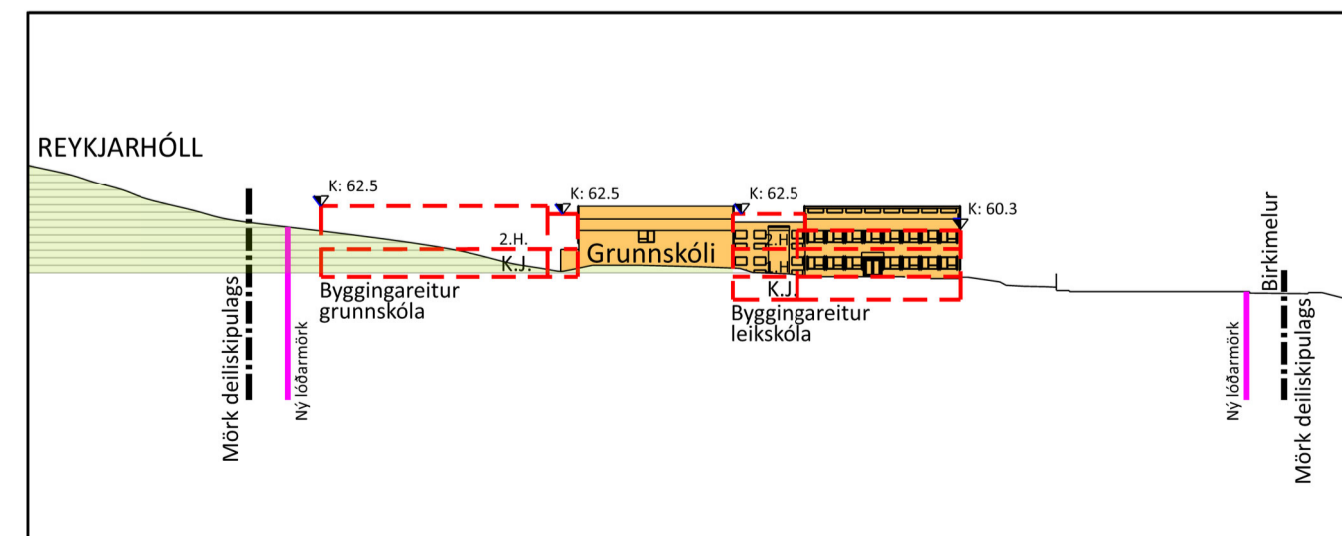 REYKJARHÓLL
K: 62.5
K: 62.5
K: 62.5
K: 60.3
2.H.
K.J.
Grunnskóli
2.H.
1.H.
K.J.
Byggingareitur
grunnskóla
Byggingareitur
leikskóla
Mörk deiliskipulags
Ný lóðarmörk
Ný lóðarmörk
Birkimelur
Mörk deiliskipulags